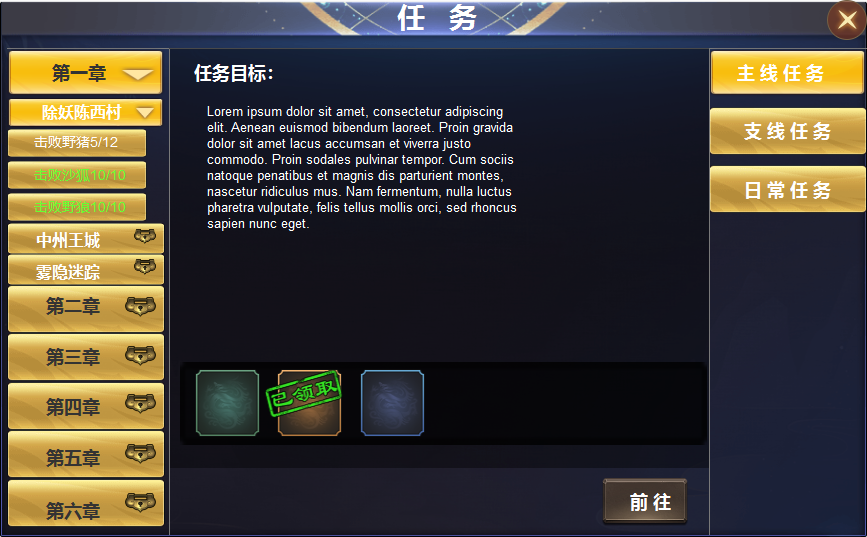 任 务
第一章
除妖陈西村
击败野猪5/12
击败沙狐10/10
击败野狼10/10
中州王城
雾隐迷踪
第二章
第三章
第四章
第五章
第六章
任务目标：
Lorem ipsum dolor sit amet, consectetur adipiscing
elit. Aenean euismod bibendum laoreet. Proin gravida
dolor sit amet lacus accumsan et viverra justo
commodo. Proin sodales pulvinar tempor. Cum sociis
natoque penatibus et magnis dis parturient montes,
nascetur ridiculus mus. Nam fermentum, nulla luctus
pharetra vulputate, felis tellus mollis orci, sed rhoncus
sapien nunc eget.
已领取
前往
主线任务
支线任务
日常任务